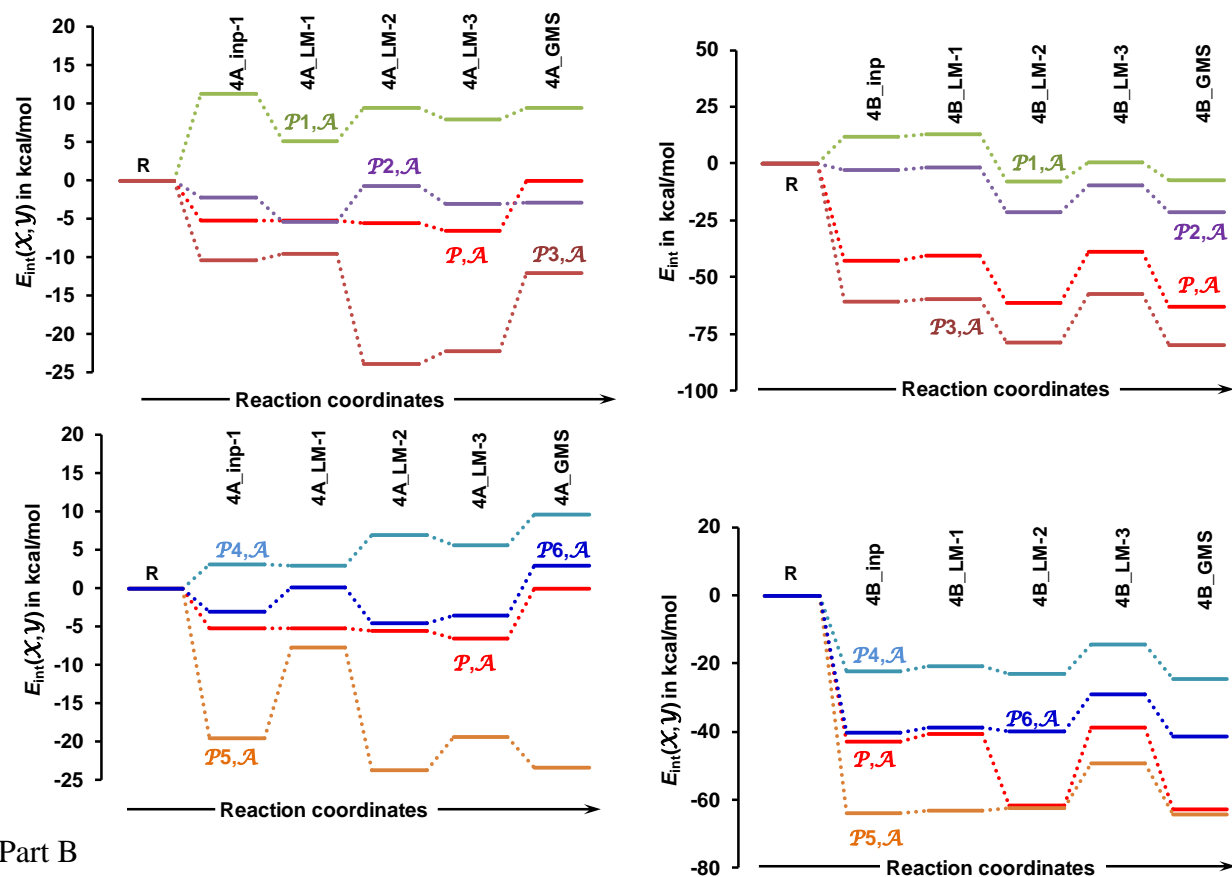 20
15
10
5
0
-5
-10
-15
-20
-25
E_int(X,Y) in kcal/mol
4A_inp-1
4A_LM-1
4A_LM-2
4A_LM-3
4A_GMS
R
P1,A
P2,A
P,A
P3,A
Reaction coordinates
50
25
0
-25
-50
-75
-100
E_int in kcal/mol
4B_inp
4B_LM-1
4B_LM-2
4B_LM-3
4B_GMS
R
P1,A
P2,A
P,A
P3,A
Reaction coordinates
20
15
10
5
0
-5
-10
-15
-20
-25
E_int(X,Y) in kcal/mol
4A_inp-1
4A_LM-1
4A_LM-2
4A_LM-3
4A_GMS
R
P4,A
P6,A
P,A
P5,A
Reaction coordinates
20
0
-20
-40
-60
-80
E_int(X,Y) in kcal/mol
4B_inp
4B_LM-1
4B_LM-2
4B_LM-3
4B_GMS
R
P4,A
P6,A
P,A
P5,A
Reaction coordinates
Part B